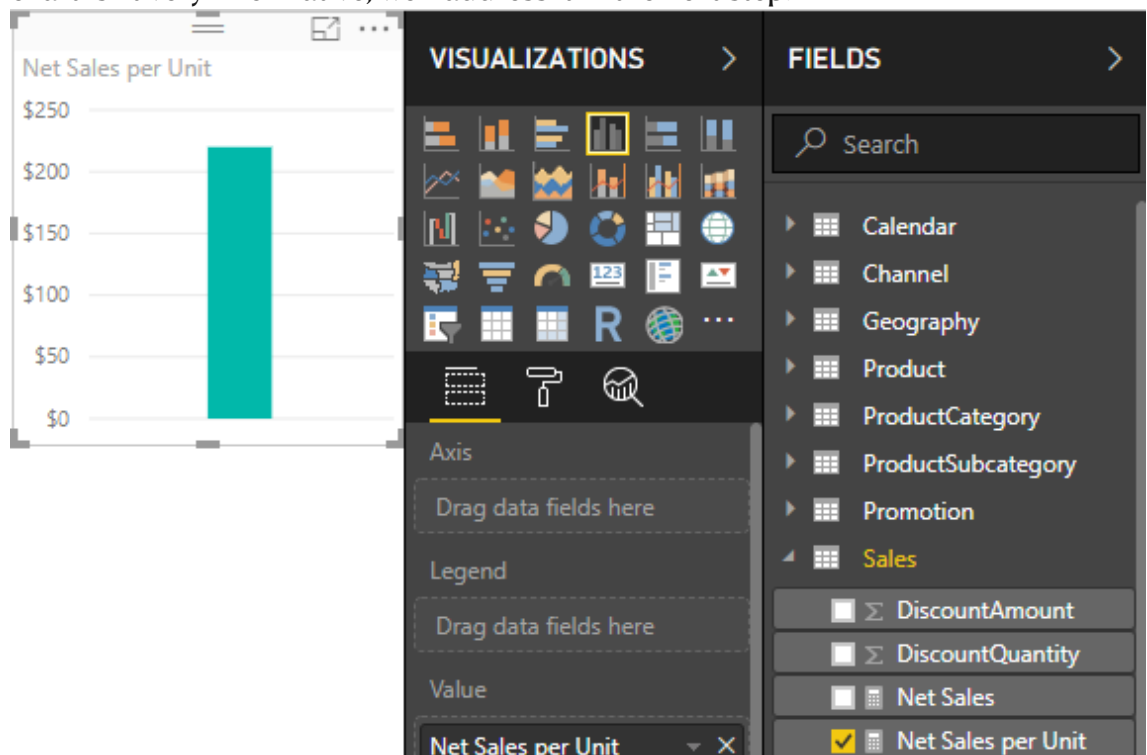 Net Sales per Unit
$250
$200
$150
$100
$50
$0
VISUALIZATIONS
123
R
Axis
Drag data fields here
Legend
Drag data fields here
Value
Net Sales per Unit
FIELDS
Search
Calendar
Channel
Geography
Product
ProductCategory
ProductSubcategory
Promotion
Sales
Σ DiscountAmount
Σ DiscountQuantity
Net Sales
Net Sales per Unit